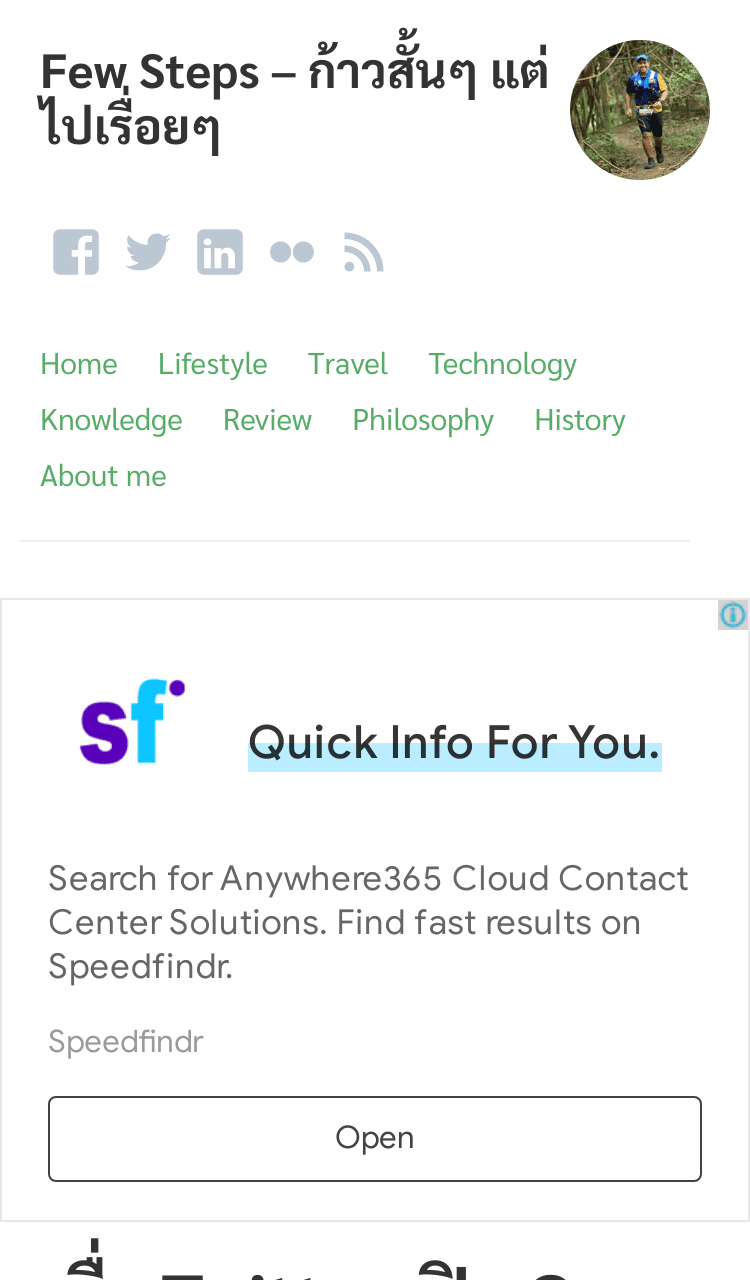 Few Steps – ก้าวสั้นๆ แต่
ไปเรื่อยๆ
Home Lifestyle Travel Technology
Knowledge Review Philosophy History
About me
sf
Quick Info For You.
Search for Anywhere365 Cloud Contact
Center Solutions. Find fast results on
Speedfindr.
Speedfindr
Open